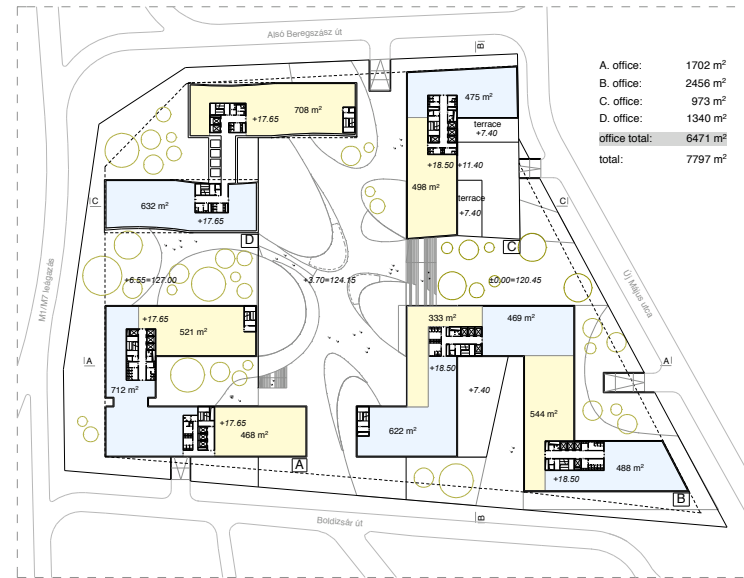 Alsó Beregszász út
B
A. office: 1702 m²
B. office: 2456 m²
C. office: 973 m²
D. office: 1340 m²
office total: 6471 m²
total: 7797 m²
708 m²
+17.65
475 m²
terrace
+7.40
+18.50
+11.40
498 m²
terrace
+7.40
C
632 m²
+17.65
C
D
C
M1/M7 leágazás
Új Május utca
+6.55=127.00
+3.70=124.15
±0.00=120.45
+17.65
521 m²
333 m²
469 m²
A
+18.50
A
712 m²
+7.40
+17.65
468 m²
622 m²
544 m²
A
488 m²
+18.50
B
Boldizsár út
B